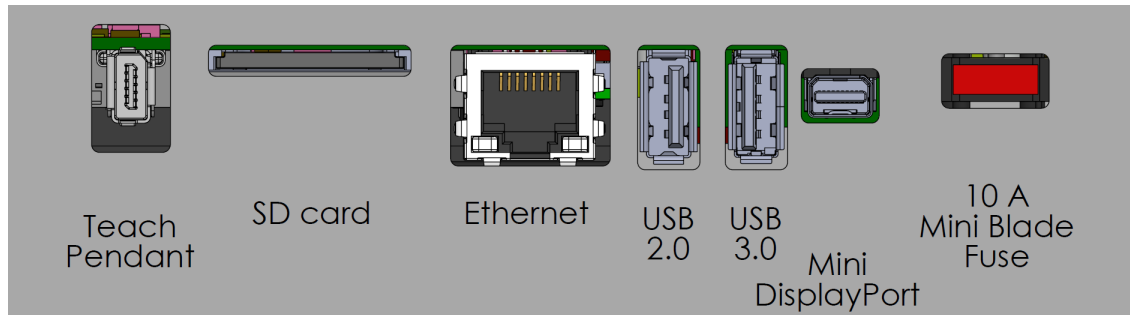 Teach
Pendant
SD card
Ethernet
USB
2.0
USB
3.0
Mini
DisplayPort
10 A
Mini Blade
Fuse